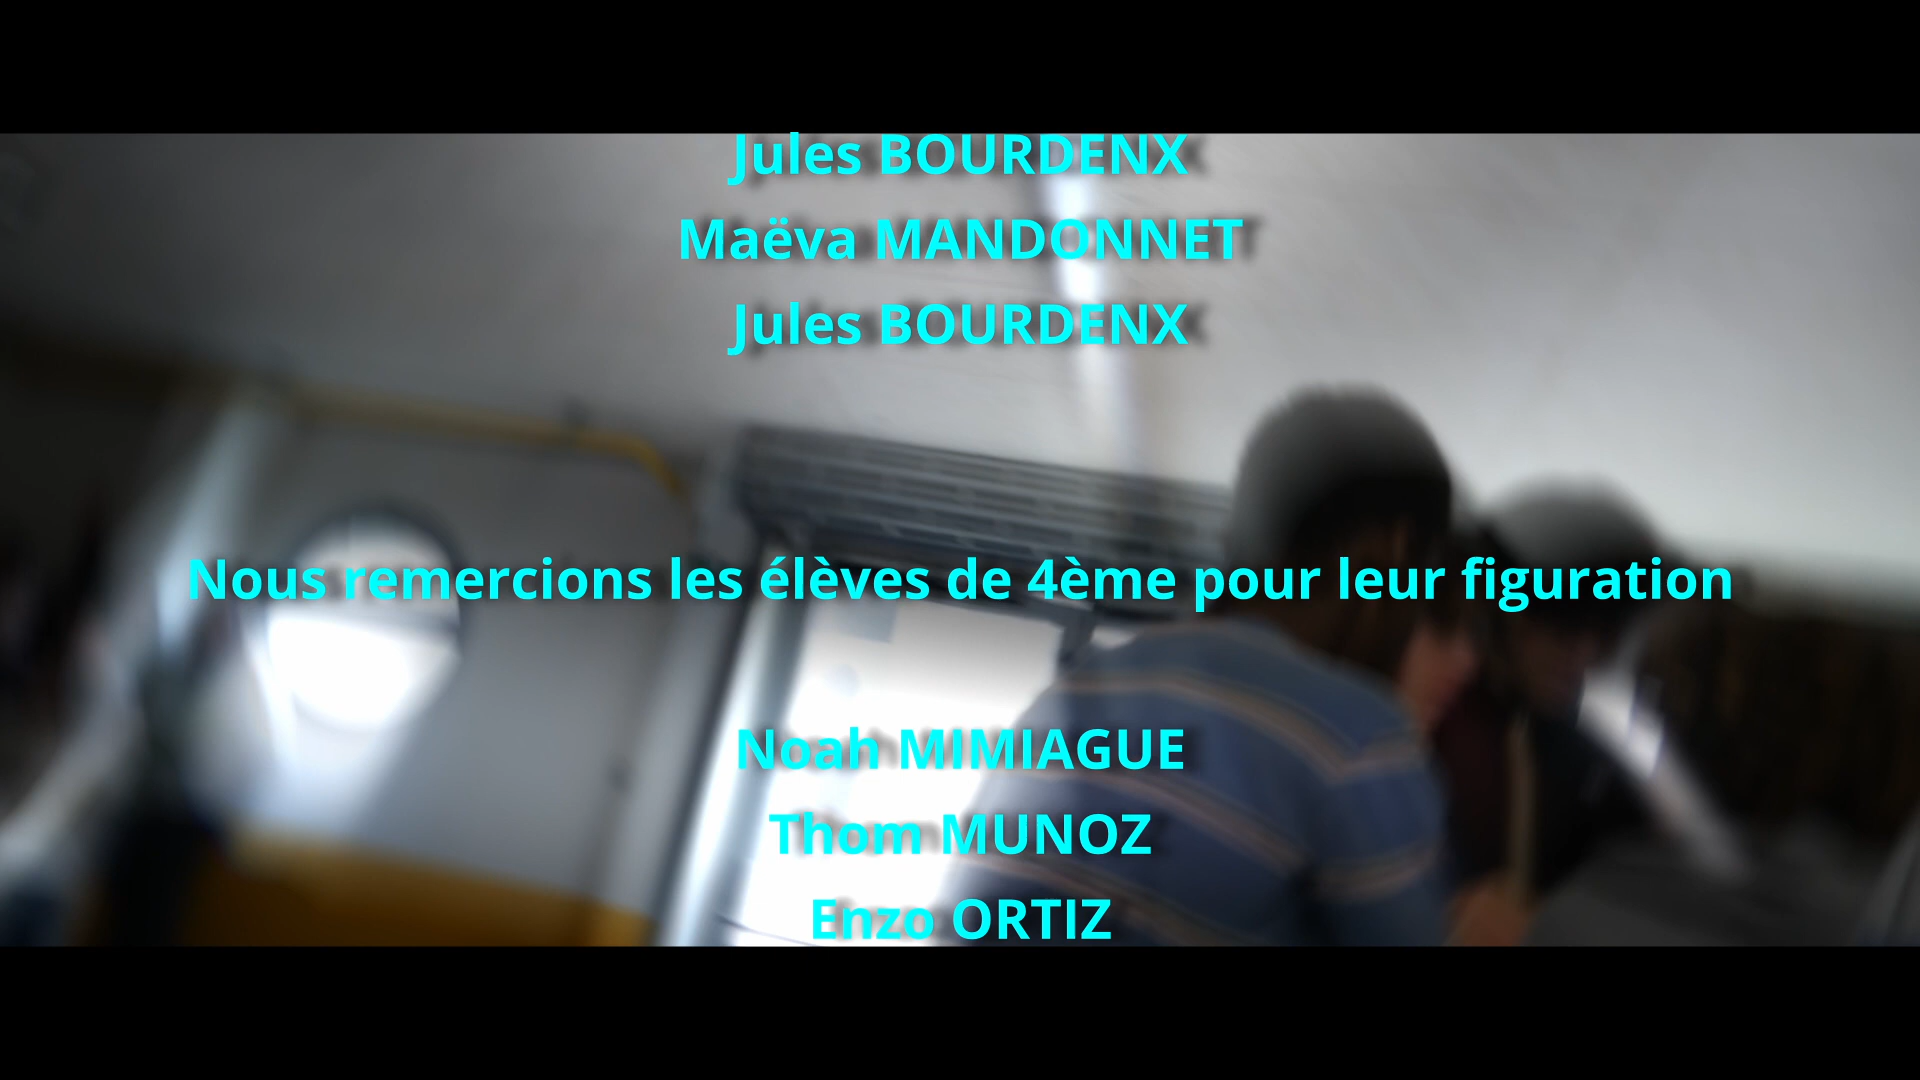 Jules BOURDENX
Maëva MANDONNET
Jules BOURDENX
Nous remercions les élèves de 4ème pour leur figuration
Noah MIMIAGUE
Thom MUNOZ
Enzo ORTIZ